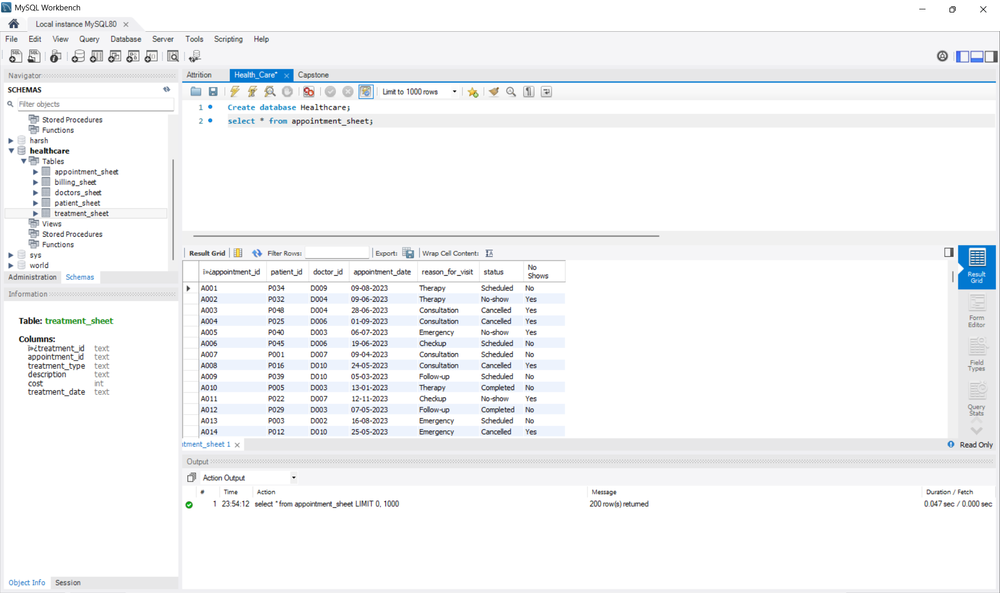 MySQL Workbench
Local instance MySQL80
File Edit View Query Database Server Tools Scripting Help
Navigator
SCHEMAS
Filter objects
Stored Procedures
Functions
harsh
healthcare
Tables
appointment_sheet
billing_sheet
doctors_sheet
patient_sheet
treatment_sheet
Views
Stored Procedures
Functions
sys
world
Administration Schemas
Information
Table: treatment_sheet
Columns:
ï»¿treatment_id text
appointment_id text
treatment_type text
description text
cost int
treatment_date text
Object Info Session
Attrition Health_Care* Capstone
Limit to 1000 rows
1 Create database Healthcare;
2 select * from appointment_sheet;
Result Grid Filter Rows: Export: Wrap Cell Content:
ï»¿appointment_id patient_id doctor_id appointment_date reason_for_visit status No Shows
A001 P034 D009 09-08-2023 Therapy Scheduled No
A002 P032 D004 09-06-2023 Therapy No-show Yes
A003 P048 D004 28-06-2023 Consultation Cancelled Yes
A004 P025 D006 01-09-2023 Consultation Cancelled Yes
A005 P040 D003 06-07-2023 Emergency No-show Yes
A006 P045 D006 19-06-2023 Checkup Scheduled No
A007 P001 D007 09-04-2023 Consultation Scheduled No
A008 P016 D010 24-05-2023 Consultation Cancelled Yes
A009 P039 D010 05-03-2023 Follow-up Scheduled No
A010 P005 D003 13-01-2023 Therapy Completed No
A011 P022 D007 12-11-2023 Checkup No-show Yes
A012 P029 D003 07-05-2023 Follow-up Completed No
A013 P003 D002 16-08-2023 Emergency Scheduled No
A014 P012 D010 25-05-2023 Emergency Cancelled Yes
Result
Grid
Form
Editor
Field
Types
Query
Stats
ntment_sheet 1
Read Only
Output
Action Output
# Time Action Message Duration / Fetch
1 23:54:12 select * from appointment_sheet LIMIT 0, 1000 200 row(s) returned 0.047 sec / 0.000 sec